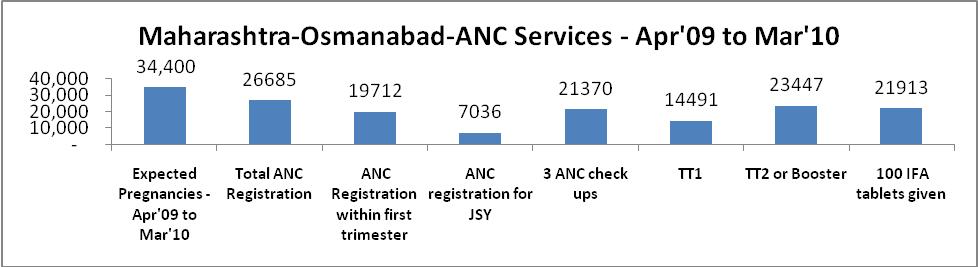 Maharashtra-Osmanabad-ANC Services - Apr'09 to Mar'10
40,000
30,000
20,000
10,000
-
34,400
26685
19712
7036
21370
14491
23447
21913
Expected
Pregnancies -
Apr'09 to
Mar'10
Total ANC
Registration
ANC
Registration
within first
trimester
ANC
registration for
JSY
3 ANC check
ups
TT1
TT2 or Booster
100 IFA
tablets given